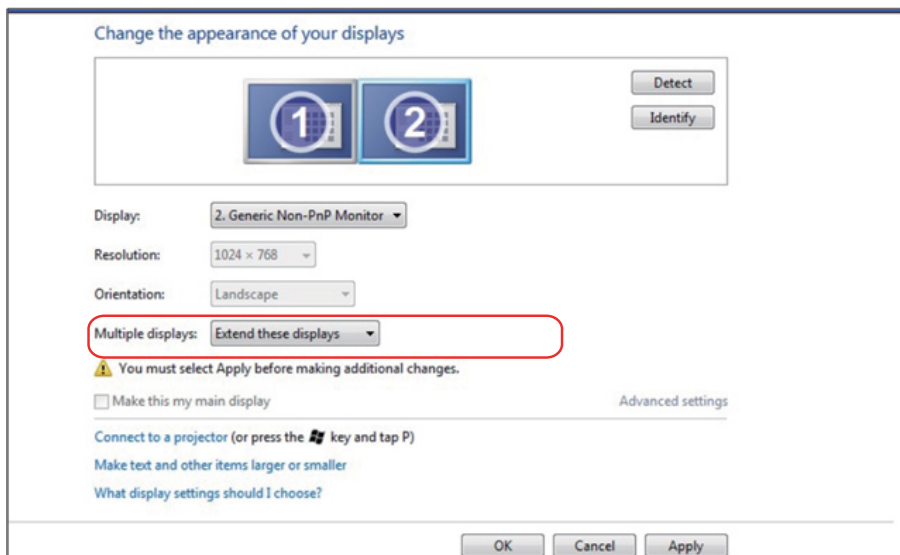 Change the appearance of your displays
1 2
Detect
Identify
Display: 2. Generic Non-PnP Monitor
Resolution: 1024 × 768
Orientation: Landscape
Multiple displays: Extend these displays
You must select Apply before making additional changes.
Make this my main display Advanced settings
Connect to a projector (or press the key and tap P)
Make text and other items larger or smaller
What display settings should I choose?
OK Cancel Apply